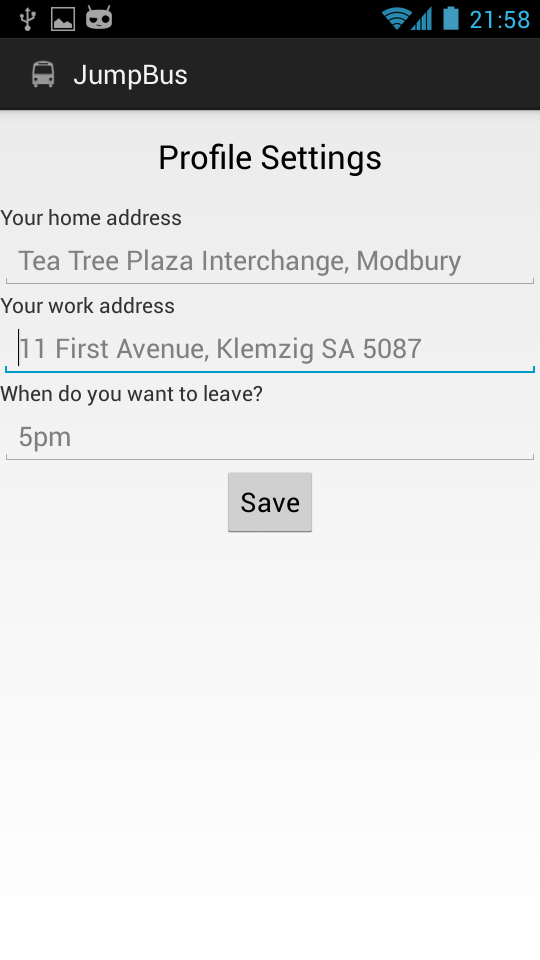 21:58
JumpBus
Profile Settings
Your home address
Tea Tree Plaza Interchange, Modbury
Your work address
11 First Avenue, Klemzig SA 5087
When do you want to leave?
5pm
Save